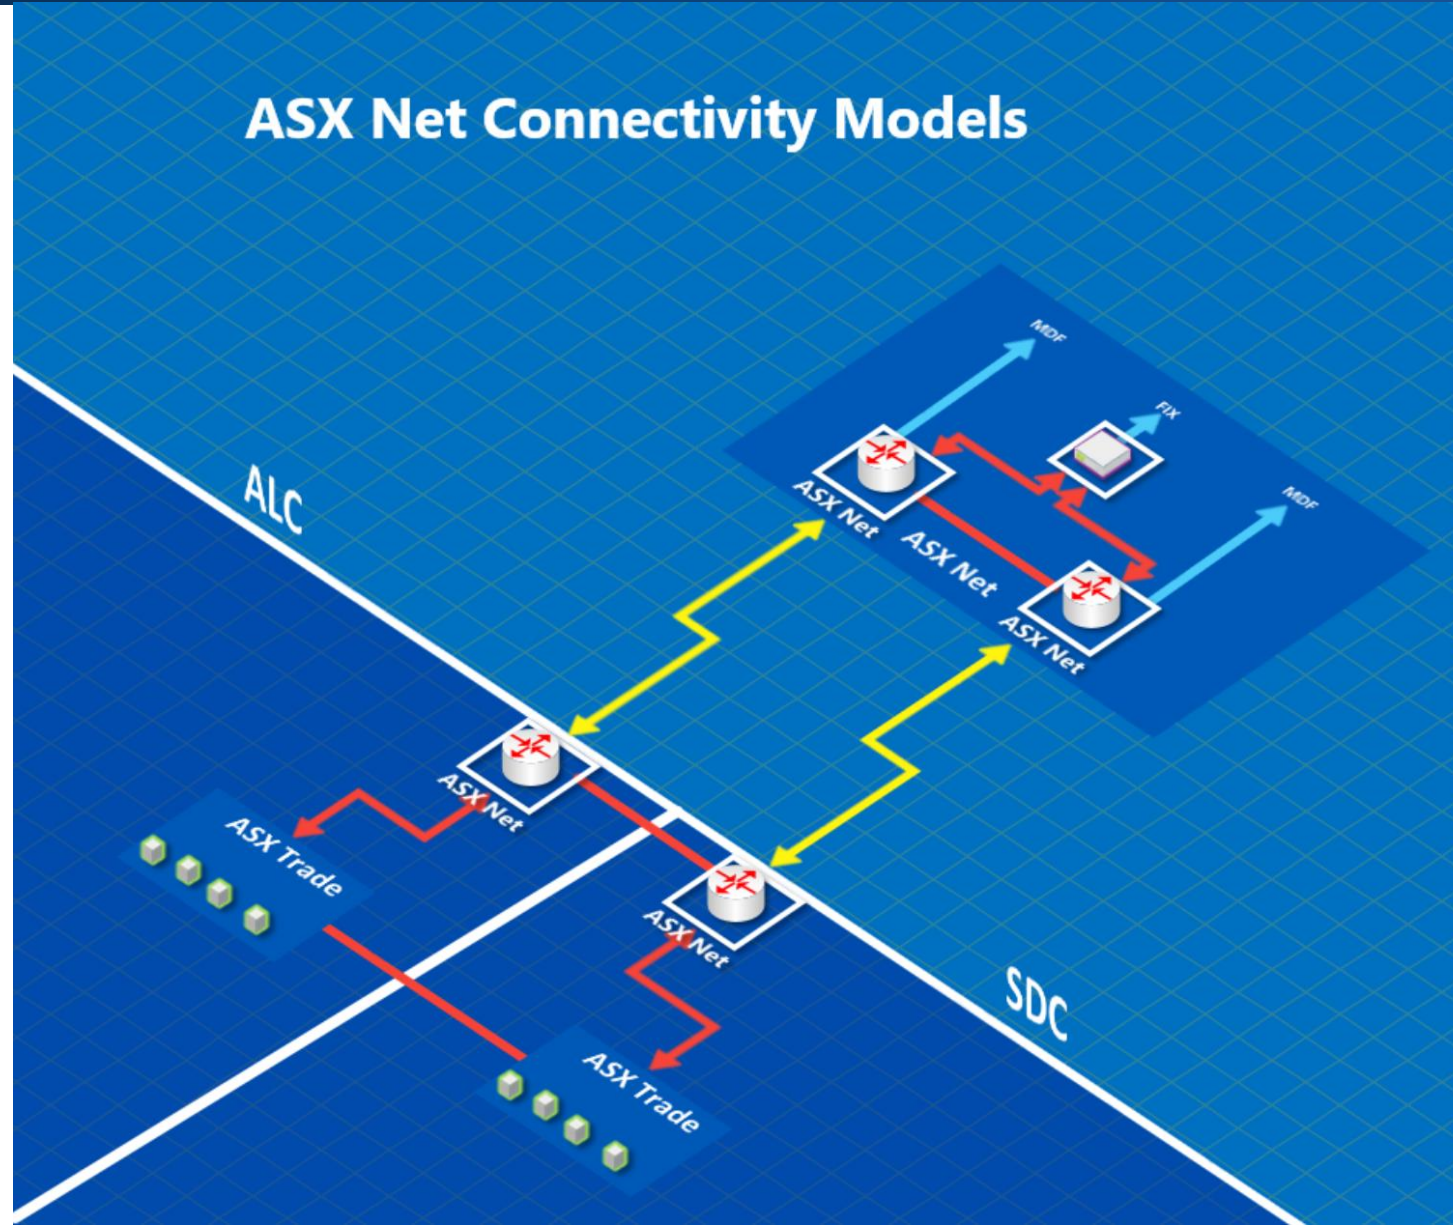 ASX Net Connectivity Models
MDF
FIX
MDF
ASX Net
ASX Net
ASX Net
ALC
ASX Net
ASX Trade
ASX Net
SDC
ASX Trade